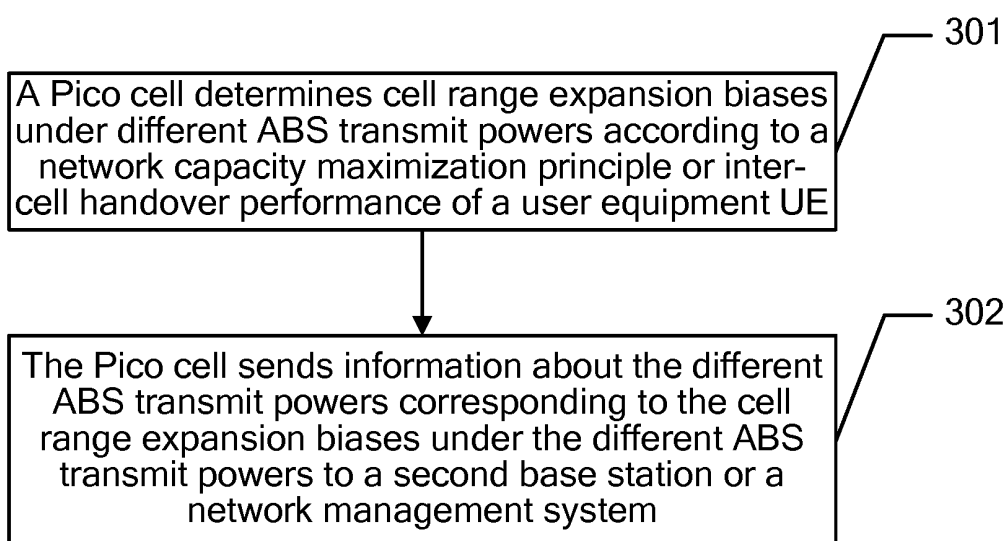 301
A Pico cell determines cell range expansion biases
under different ABS transmit powers according to a
network capacity maximization principle or inter-
cell handover performance of a user equipment UE
302
The Pico cell sends information about the different
ABS transmit powers corresponding to the cell
range expansion biases under the different ABS
transmit powers to a second base station or a
network management system